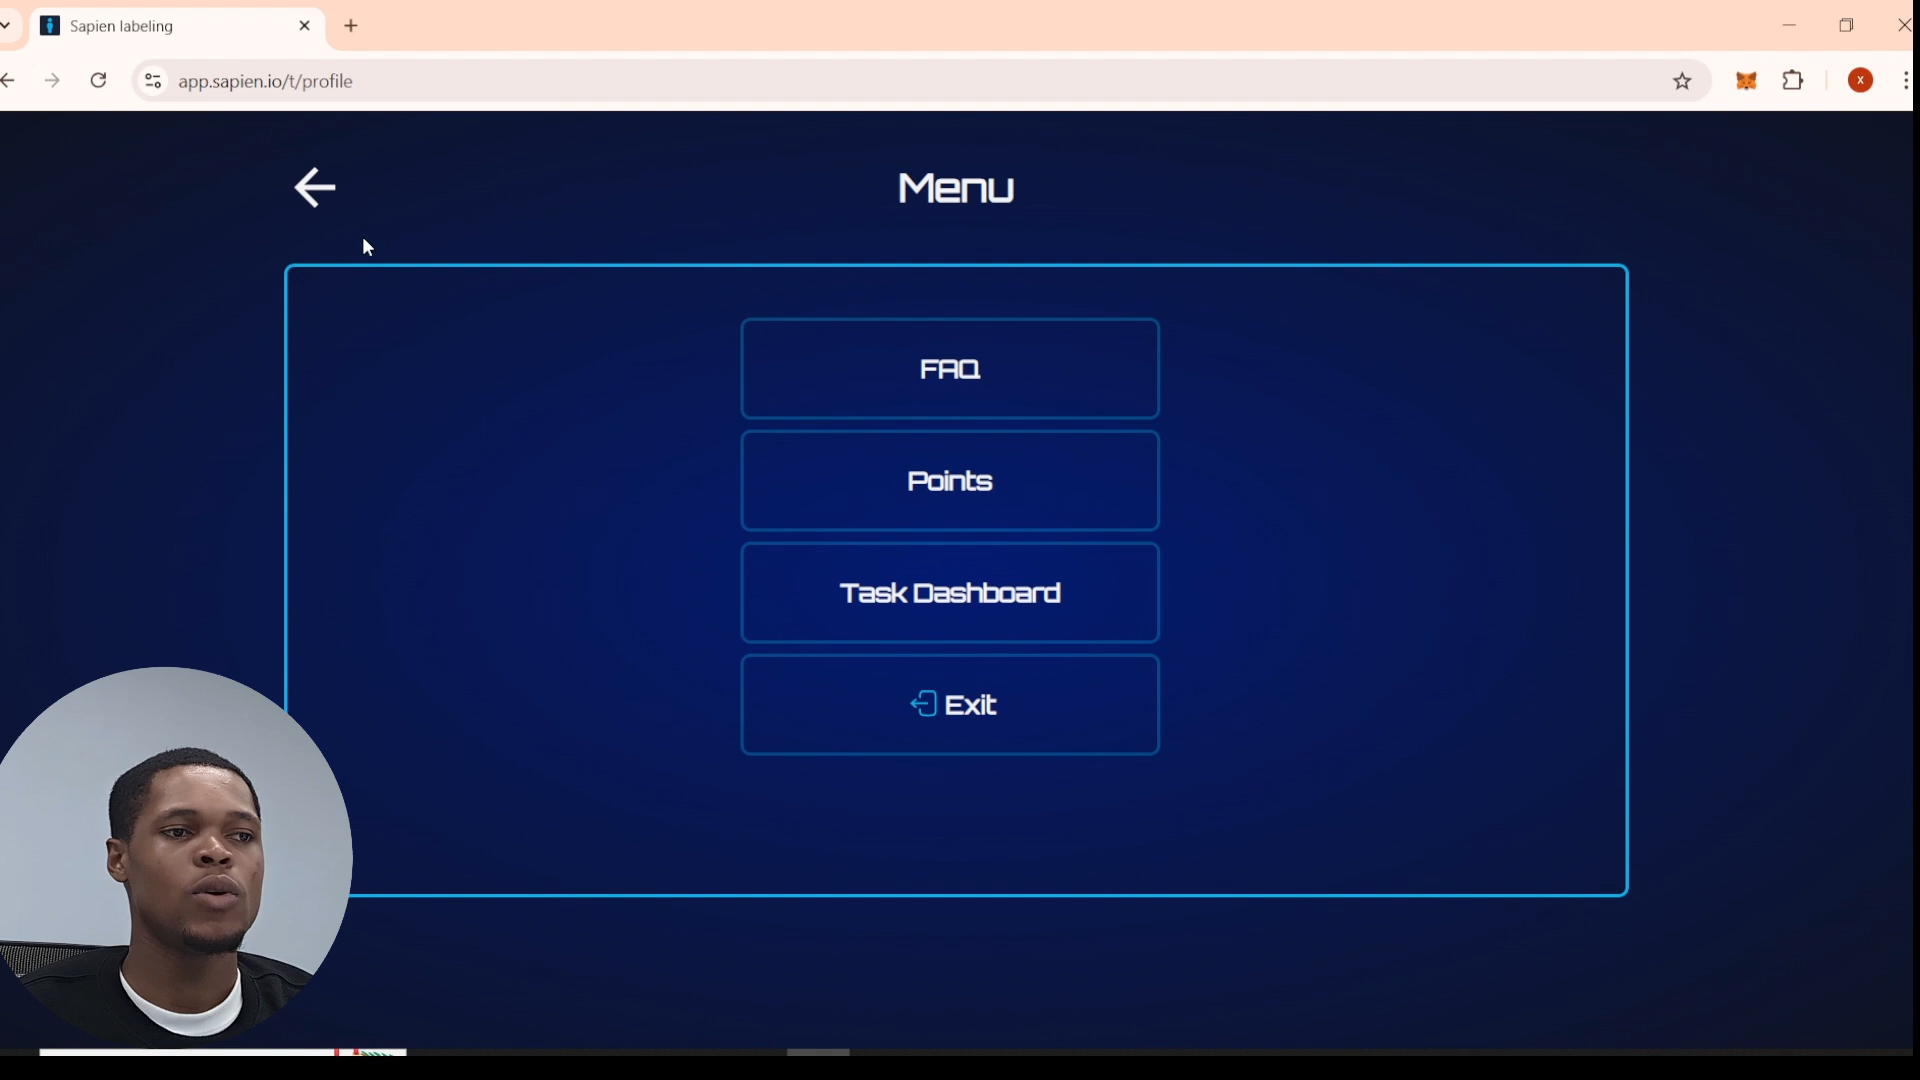 Sapien labeling
app.sapien.io/t/profile
X
Menu
FAQ
Points
Task Dashboard
Exit